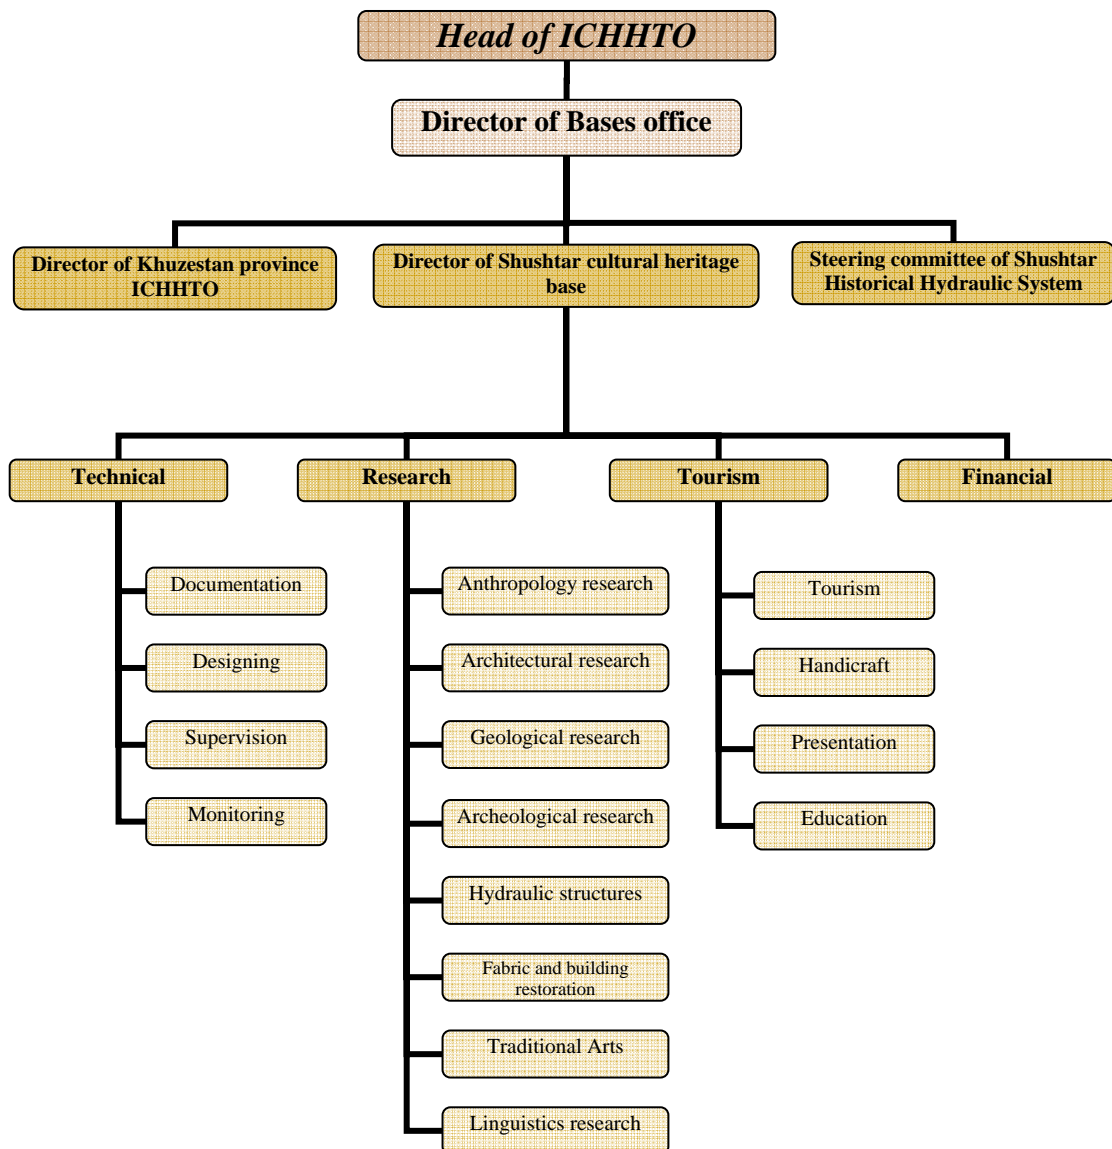 Head of ICHHTO
Director of Bases office
Director of Khuzestan province
ICHHTO
Director of Shushtar cultural heritage
base
Steering committee of Shushtar
Historical Hydraulic System
Technical
Research
Tourism
Financial
Documentation
Designing
Supervision
Monitoring
Anthropology research
Architectural research
Geological research
Archeological research
Hydraulic structures
Fabric and building
restoration
Traditional Arts
Linguistics research
Tourism
Handicraft
Presentation
Education